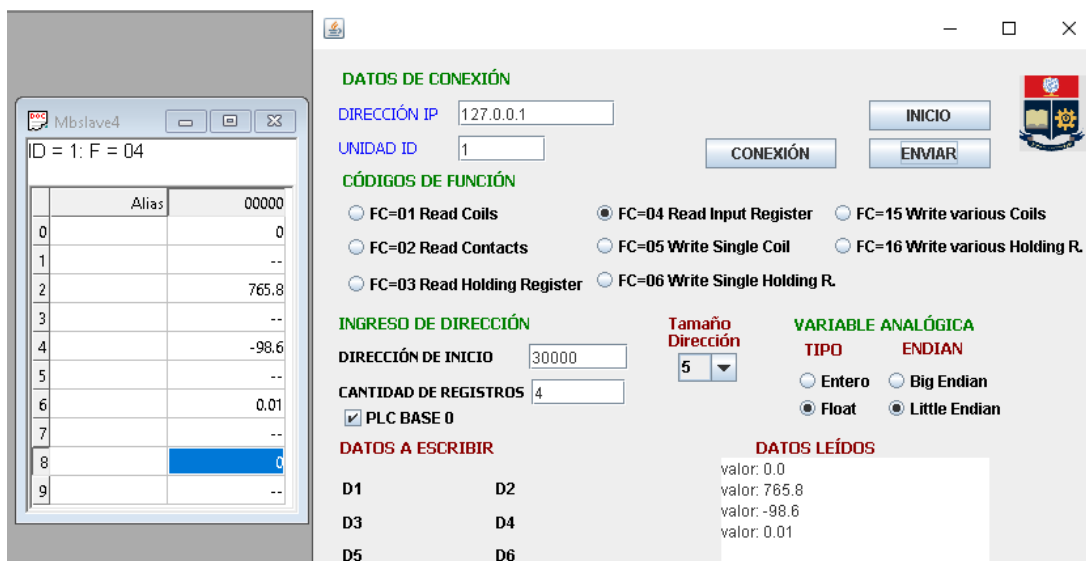 Mbslave4
ID = 1: F = 04
Alias 00000
0 0
1 --
2 765.8
3 --
4 -98.6
5 --
6 0.01
7 --
8 0
9 --
DATOS DE CONEXIÓN
DIRECCIÓN IP 127.0.0.1 INICIO
UNIDAD ID 1 CONEXIÓN ENVIAR
CÓDIGOS DE FUNCIÓN
FC=01 Read Coils FC=04 Read Input Register FC=15 Write various Coils
FC=02 Read Contacts FC=05 Write Single Coil FC=16 Write various Holding R.
FC=03 Read Holding Register FC=06 Write Single Holding R.
INGRESO DE DIRECCIÓN Tamaño VARIABLE ANALÓGICA
Dirección TIPO ENDIAN
DIRECCIÓN DE INICIO 30000 5
Entero Big Endian
CANTIDAD DE REGISTROS 4
PLC BASE 0 Float Little Endian
DATOS A ESCRIBIR DATOS LEÍDOS
valor: 0.0
D1 D2 valor: 765.8
valor: -98.6
D3 D4 valor: 0.01
D5 D6